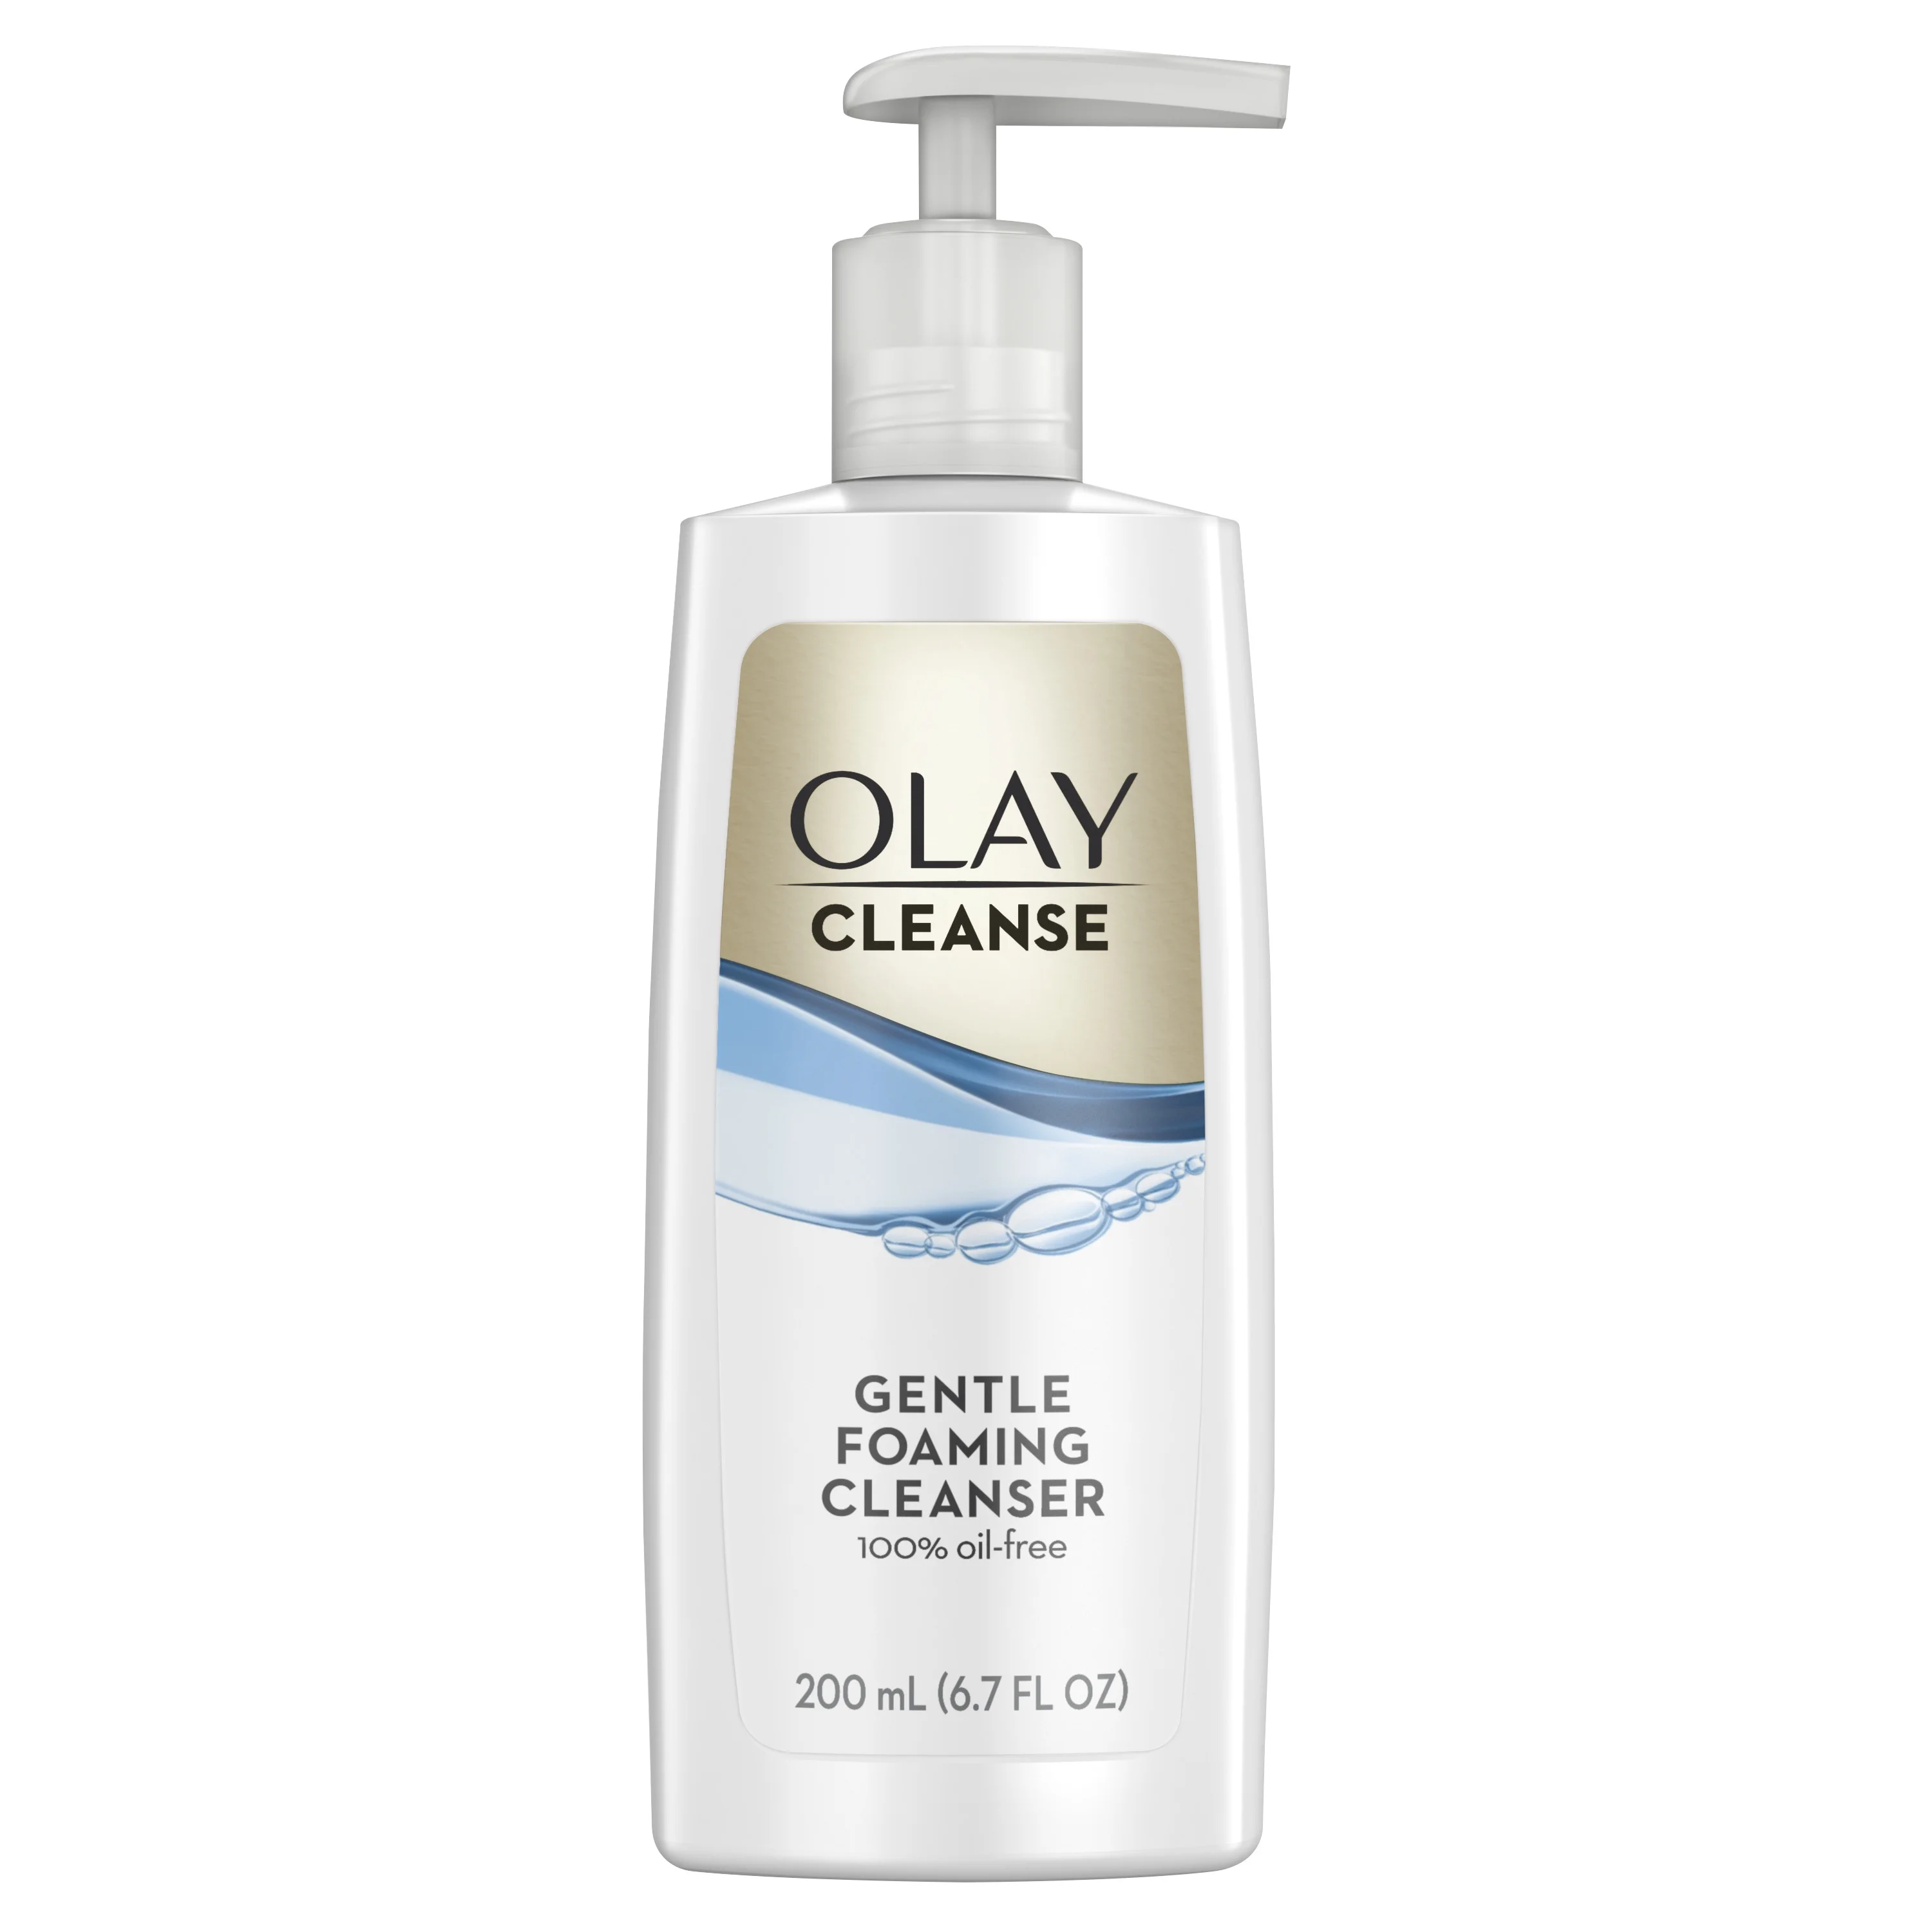 OLAY
CLEANSE
GENTLE
FOAMING
CLEANSER
100% oil-free
200 mL (6.7 FL OZ)